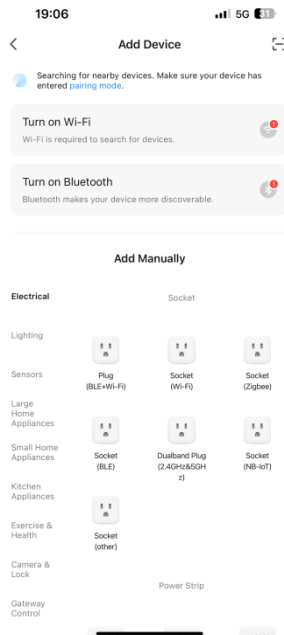 19:06
5G 31
Add Device
Searching for nearby devices. Make sure your device has
entered pairing mode.
Turn on Wi-Fi
Wi-Fi is required to search for devices.
Turn on Bluetooth
Bluetooth makes your device more discoverable.
Add Manually
Electrical
Socket
Lighting
Sensors
Plug
(BLE+Wi-Fi)
Socket
(Wi-Fi)
Socket
(Zigbee)
Large
Home
Appliances
Small Home
Appliances
Socket
(BLE)
Dualband Plug
(2.4GHz&5GH
z)
Socket
(NB-IoT)
Kitchen
Appliances
Exercise &
Health
Socket
(other)
Camera &
Lock
Power Strip
Gateway
Control